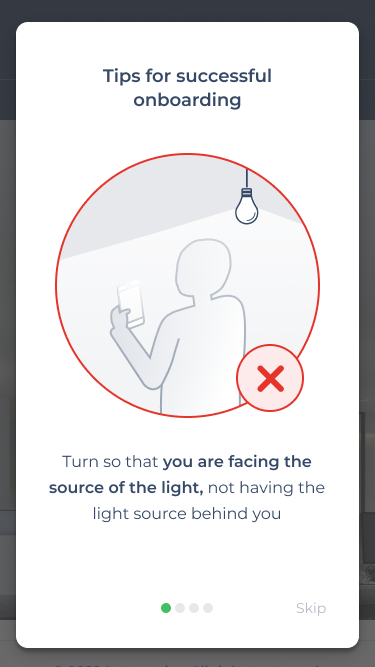 Tips for successful
onboarding
Turn so that you are facing the
source of the light, not having the
light source behind you
Skip